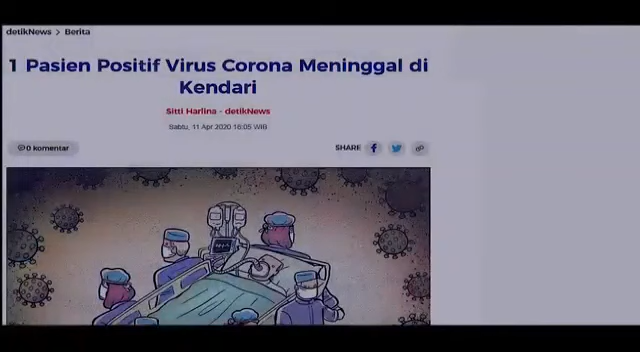 detikNews > Berita
1 Pasien Positif Virus Corona Meninggal di
Kendari
Sitti Harlina - detikNews
Sabtu, 11 Apr 2020 16:05 WIB
0 komentar
SHARE